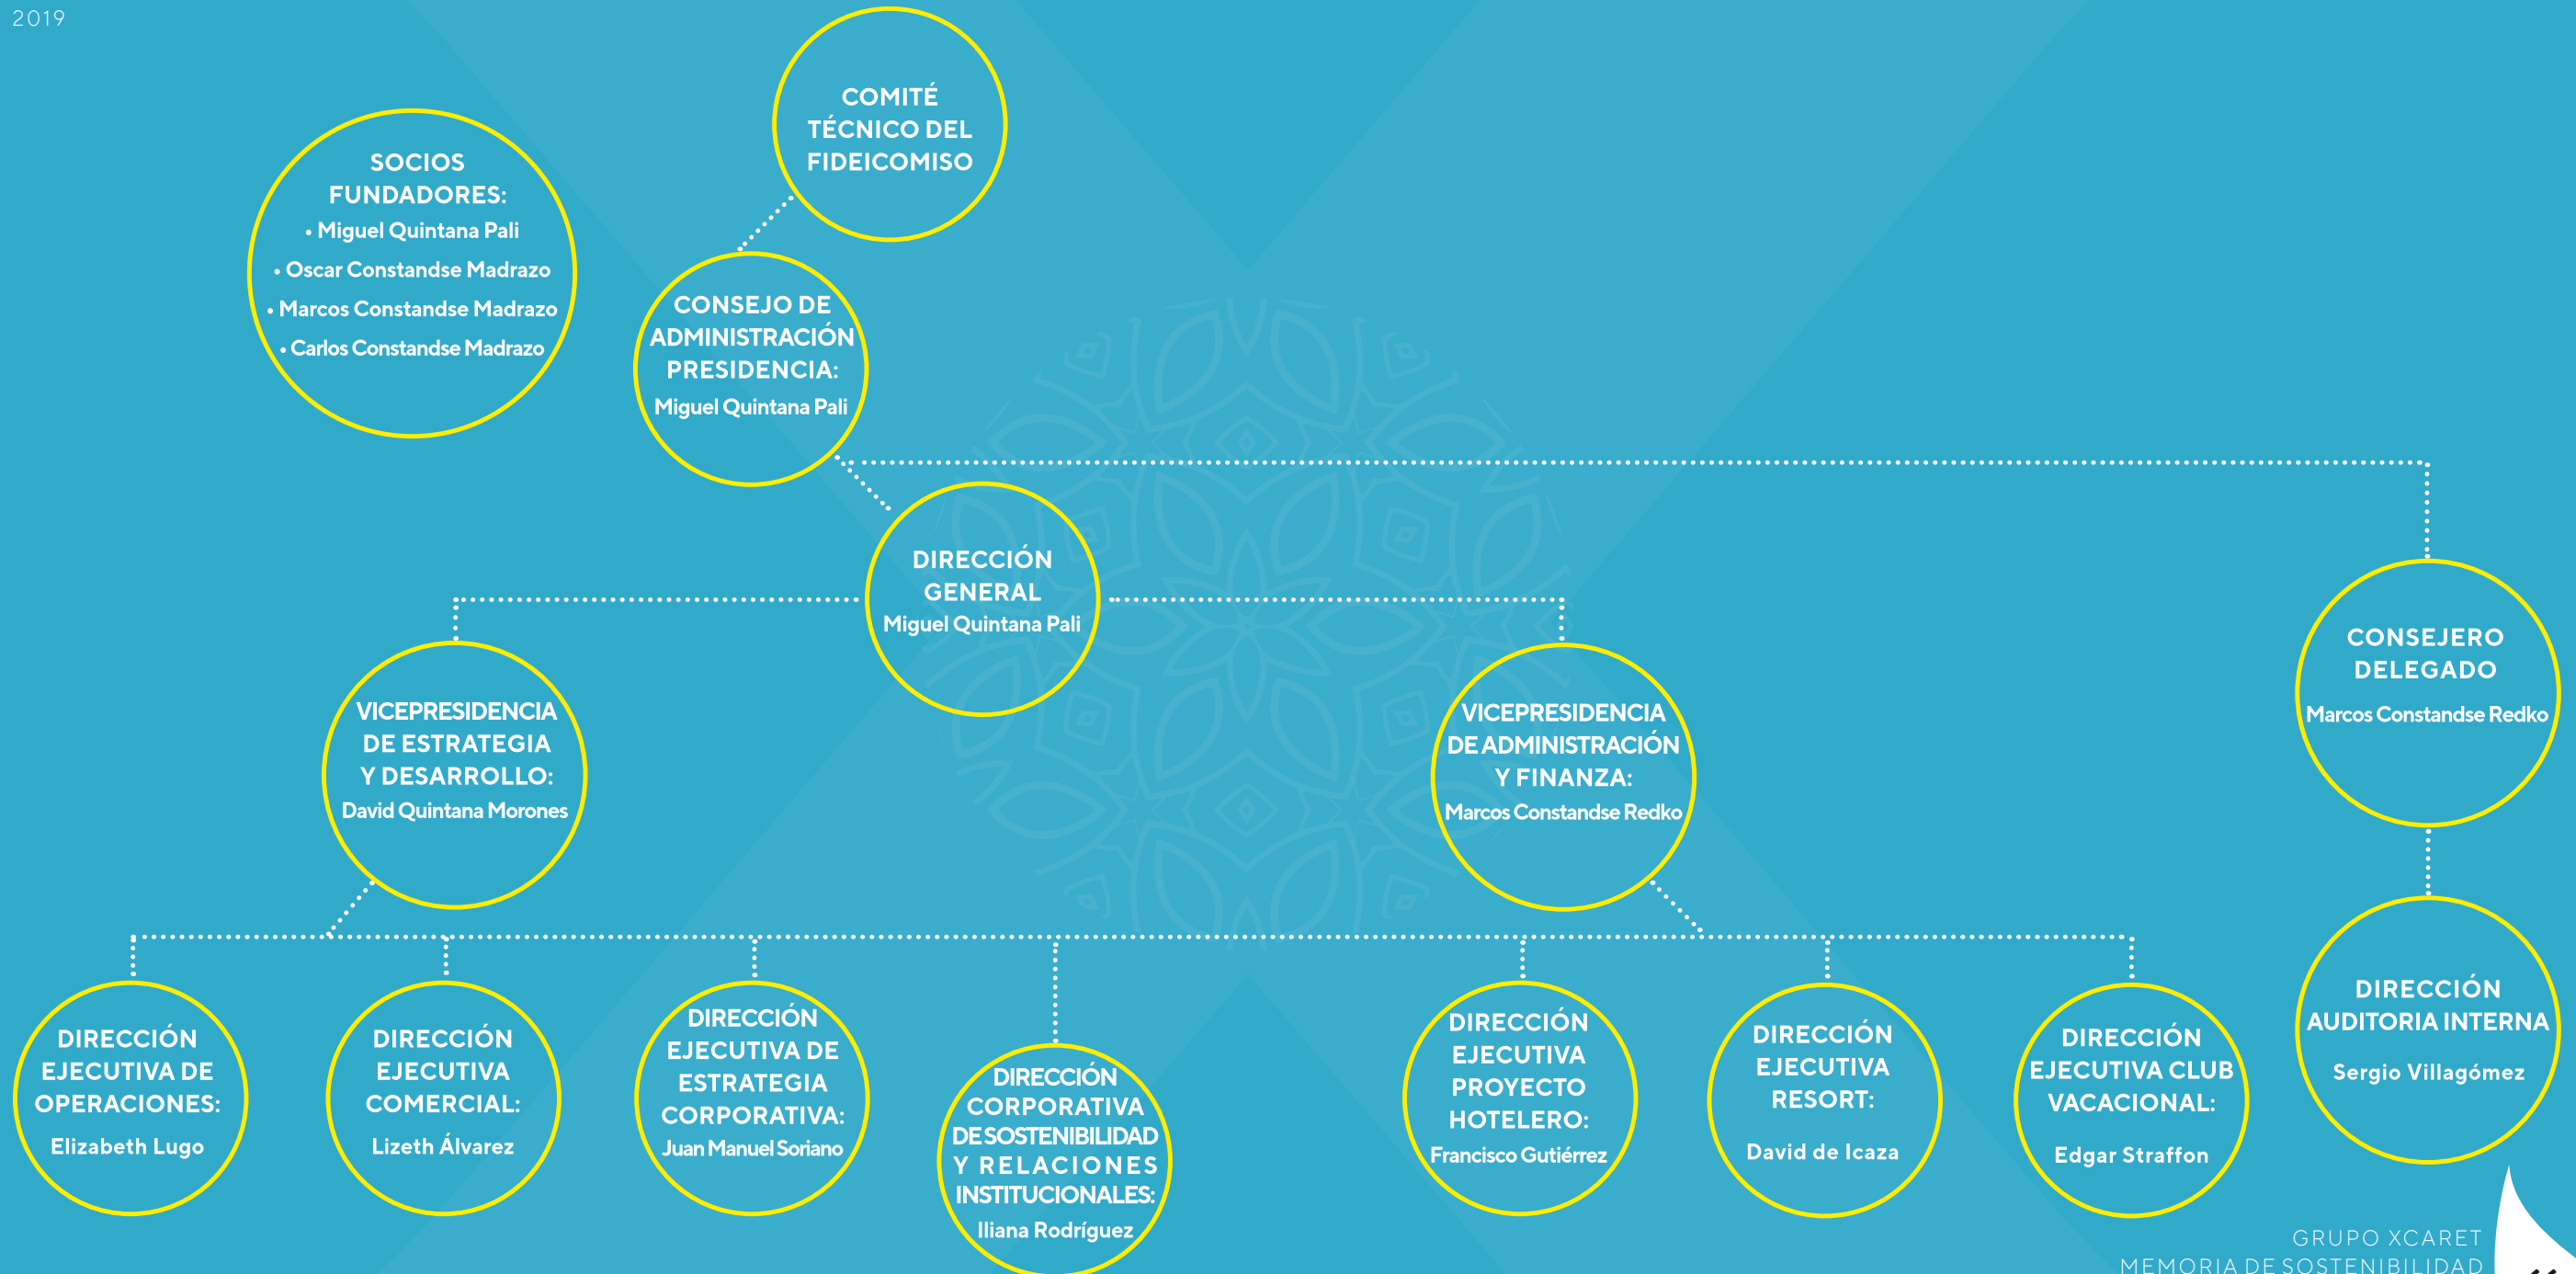 2019
COMITÉ
TÉCNICO DEL
FIDEICOMISO
SOCIOS
FUNDADORES:
• Miguel Quintana Pali
• Oscar Constandse Madrazo
• Marcos Constandse Madrazo
• Carlos Constandse Madrazo
CONSEJO DE
ADMINISTRACIÓN
PRESIDENCIA:
Miguel Quintana Pali
DIRECCIÓN
GENERAL
Miguel Quintana Pali
CONSEJERO
DELEGADO
Marcos Constandse Redko
VICEPRESIDENCIA
DE ESTRATEGIA
Y DESARROLLO:
David Quintana Morones
VICEPRESIDENCIA
DE ADMINISTRACIÓN
Y FINANZA:
Marcos Constandse Redko
DIRECCIÓN
EJECUTIVA DE
OPERACIONES:
Elizabeth Lugo
DIRECCIÓN
EJECUTIVA
COMERCIAL:
Lizeth Álvarez
DIRECCIÓN
EJECUTIVA DE
ESTRATEGIA
CORPORATIVA:
Juan Manuel Soriano
DIRECCIÓN
CORPORATIVA
DE SOSTENIBILIDAD
Y RELACIONES
INSTITUCIONALES:
Iliana Rodríguez
DIRECCIÓN
EJECUTIVA
PROYECTO
HOTELERO:
Francisco Gutiérrez
DIRECCIÓN
EJECUTIVA
RESORT:
David de Icaza
DIRECCIÓN
EJECUTIVA CLUB
VACACIONAL:
Edgar Straffon
DIRECCIÓN
AUDITORIA INTERNA
Sergio Villagómez
GRUPO XCARET
MEMORIA DE SOSTENIBILIDAD